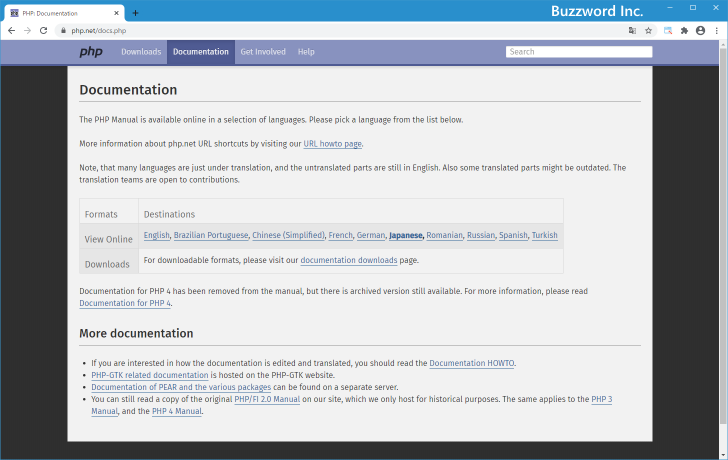 PHP: Documentation
Buzzword Inc.
php.net/docs.php
php Downloads Documentation Get Involved Help Search
Documentation
The PHP Manual is available online in a selection of languages. Please pick a language from the list below.
More information about php.net URL shortcuts by visiting our URL howto page.
Note, that many languages are just under translation, and the untranslated parts are still in English. Also some translated parts might be outdated. The
translation teams are open to contributions.
Formats Destinations
View Online English, Brazilian Portuguese, Chinese (Simplified), French, German, Japanese, Romanian, Russian, Spanish, Turkish
Downloads For downloadable formats, please visit our documentation downloads page.
Documentation for PHP 4 has been removed from the manual, but there is archived version still available. For more information, please read
Documentation for PHP 4.
More documentation
• If you are interested in how the documentation is edited and translated, you should read the Documentation HOWTO.
• PHP-GTK related documentation is hosted on the PHP-GTK website.
• Documentation of PEAR and the various packages can be found on a separate server.
• You can still read a copy of the original PHP/FI 2.0 Manual on our site, which we only host for historical purposes. The same applies to the PHP 3
Manual, and the PHP 4 Manual.